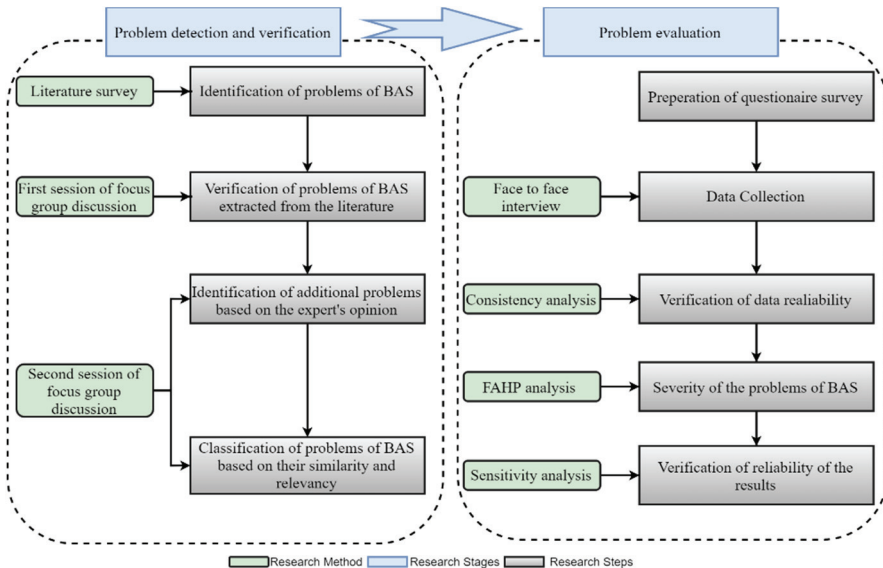 Problem detection and verification
Literature survey
Identification of problems of BAS
First session of focus
group discussion
Verification of problems of BAS
extracted from the literature
Identification of additional problems
based on the expert's opinion
Second session of
focus group
discussion
Classification of problems of BAS
based on their similarity and
relevancy
Problem evaluation
Preperation of questionaire survey
Face to face
interview
Data Collection
Consistency analysis
Verification of data realiability
FAHP analysis
Severity of the problems of BAS
Sensitivity analysis
Verification of reliability of the
results
Research Method
Research Stages
Research Steps